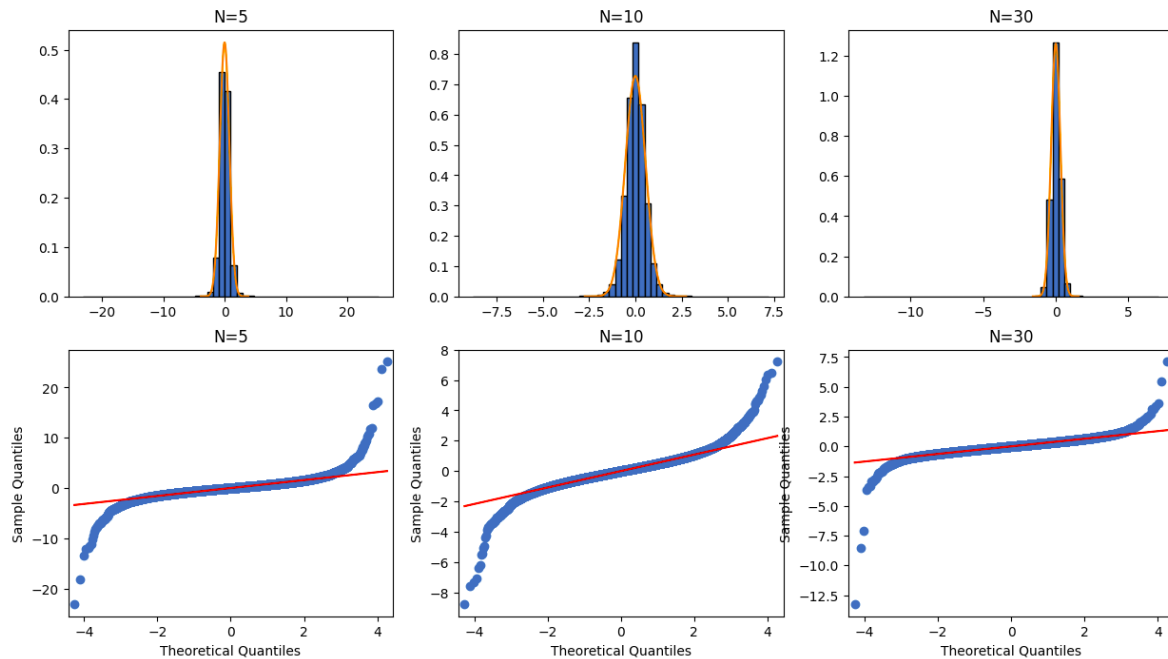 N=5
0.5
0.4
0.3
0.2
0.1
0.0
−20 −10 0 10 20
N=10
0.8
0.7
0.6
0.5
0.4
0.3
0.2
0.1
0.0
−7.5 −5.0 −2.5 0.0 2.5 5.0 7.5
N=30
1.2
1.0
0.8
0.6
0.4
0.2
0.0
−10 −5 0 5
N=5
Sample Quantiles
20
10
0
−10
−20
−4 −2 0 2 4
Theoretical Quantiles
N=10
Sample Quantiles
8
6
4
2
0
−2
−4
−6
−8
−4 −2 0 2 4
Theoretical Quantiles
N=30
Sample Quantiles
7.5
5.0
2.5
0.0
−2.5
−5.0
−7.5
−10.0
−12.5
−4 −2 0 2 4
Theoretical Quantiles